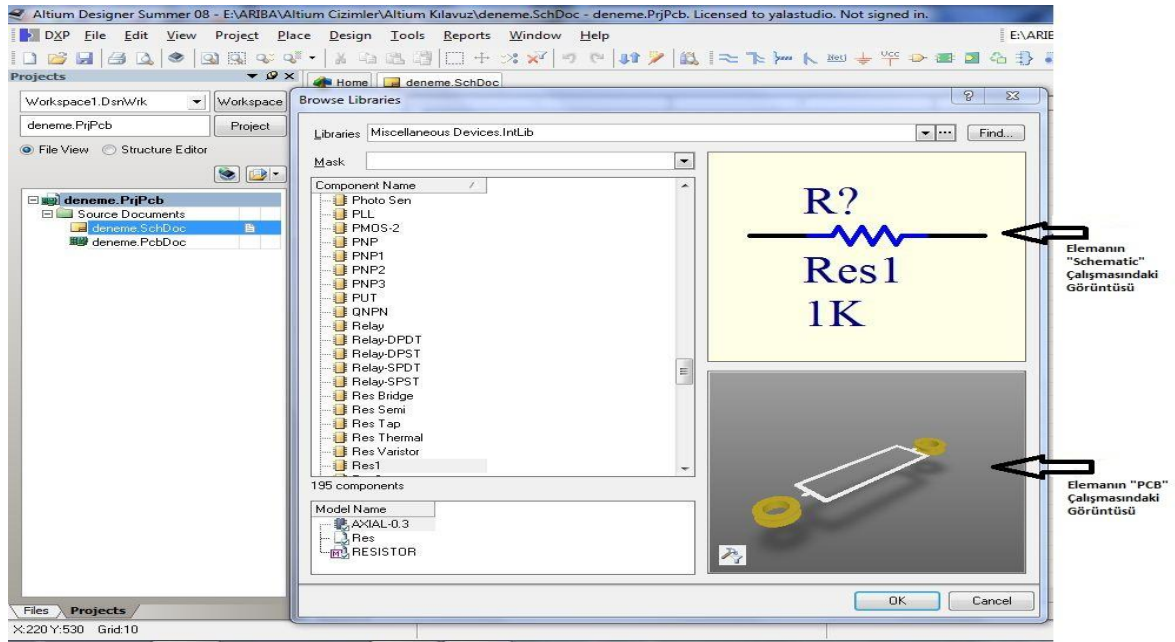 Altium Designer Summer 08 - E:\ARIBA\Altium Cizimler\Altium Kılavuz\deneme.SchDoc - deneme.PrjPcb. Licensed to yalastudio. Not signed in.
DXP File Edit View Project Place Design Tools Reports Window Help E:\ARIE
Projects
Home deneme.SchDoc
Workspace1.DsnWrk Workspace
deneme.PrjPcb Project
File View Structure Editor
deneme.PrjPcb
Source Documents
deneme.SchDoc
deneme.PcbDoc
Browse Libraries
Libraries Miscellaneous Devices.IntLib Find...
Mask
Component Name
Photo Sen
PLL
PMOS-2
PNP
PNP1
PNP2
PNP3
PUT
QNPN
Relay
Relay-DPDT
Relay-DPST
Relay-SPDT
Relay-SPST
Res Bridge
Res Semi
Res Tap
Res Thermal
Res Varistor
Res1
195 components
Model Name
AXIAL-0.3
Res
RESISTOR
R?
Res1
1K
Elemanın
"Schematic"
Çalışmasındaki
Görüntüsü
Elemanın "PCB"
Çalışmasındaki
Görüntüsü
OK Cancel
Files Projects
X:220 Y:530 Grid:10